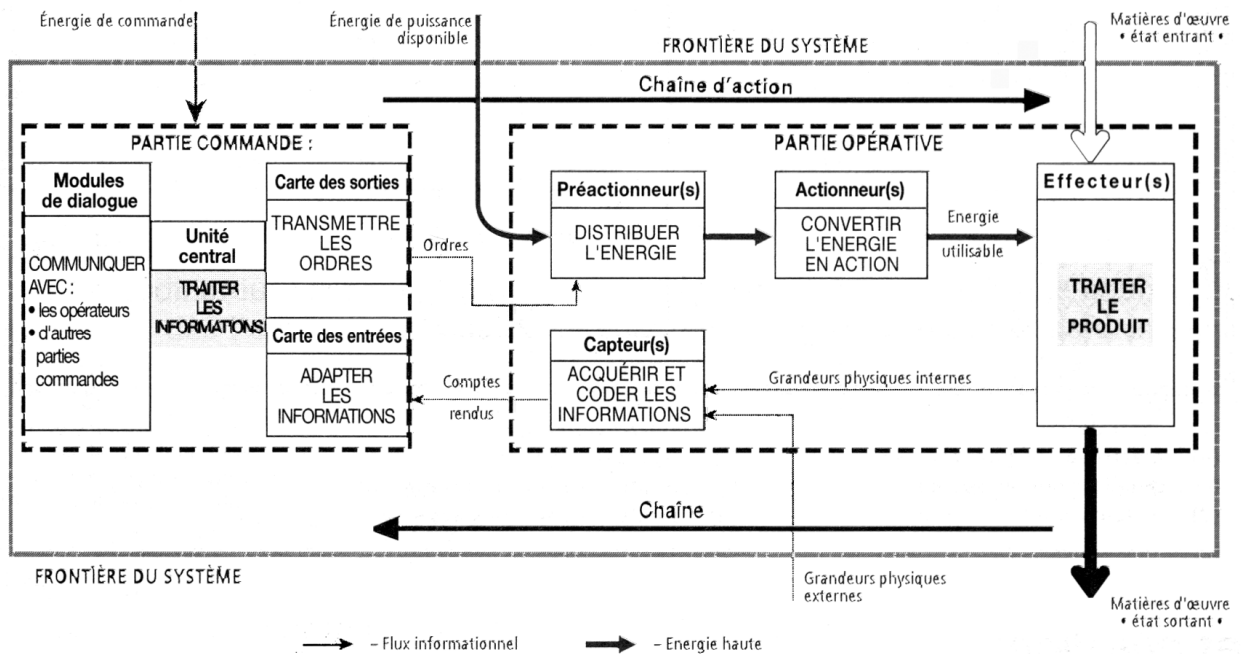 Énergie de commande
Énergie de puissance
disponible
Matières d'œuvre
• état entrant •
FRONTIÈRE DU SYSTÈME
Chaîne d'action
PARTIE COMMANDE :
PARTIE OPÉRATIVE
Modules
de dialogue
COMMUNIQUER
AVEC :
• les opérateurs
• d'autres
parties
commandes
Unité
central
TRAITER
LES
INFORMATIONS
Carte des sorties
TRANSMETTRE
LES
ORDRES
Carte des entrées
ADAPTER
LES
INFORMATIONS
Ordres
Comptes
rendus
Préactionneur(s)
DISTRIBUER
L'ENERGIE
Actionneur(s)
CONVERTIR
L'ENERGIE
EN ACTION
Energie
utilisable
Effecteur(s)
TRAITER
LE
PRODUIT
Capteur(s)
ACQUÉRIR ET
CODER LES
INFORMATIONS
Grandeurs physiques internes
Chaîne
FRONTIÈRE DU SYSTÈME
Grandeurs physiques
externes
Matières d'œuvre
• état sortant •
– Flux informationnel
– Energie haute